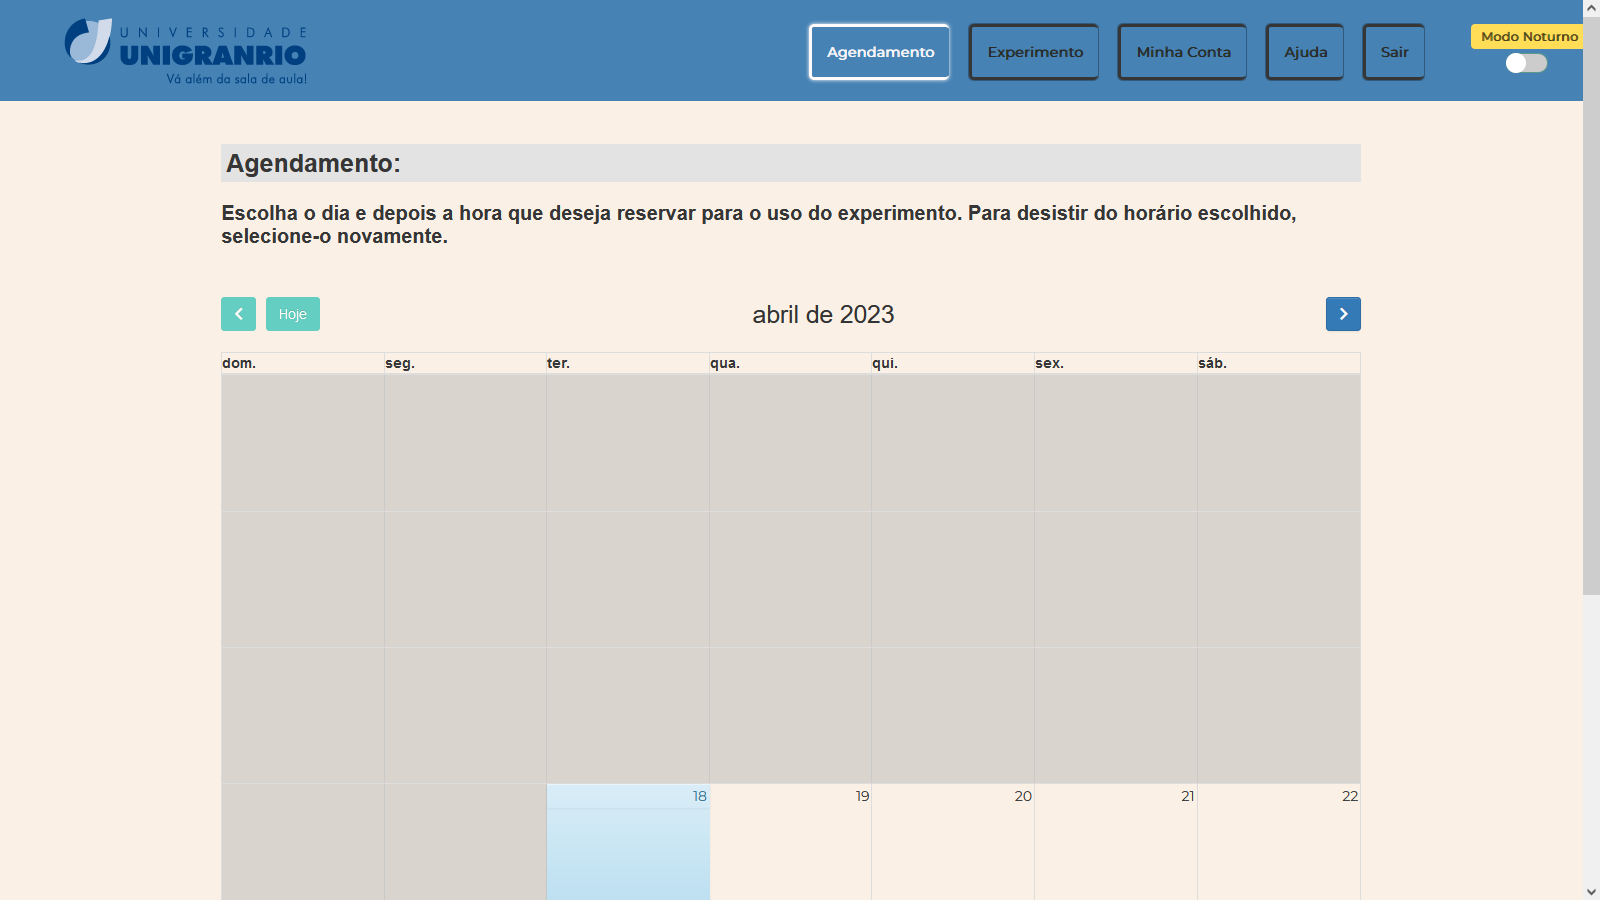 UNIVERSIDADE
UNIGRANRIO
Vá além da sala de aula!
Agendamento
Experimento
Minha Conta
Ajuda
Sair
Modo Noturno
Agendamento:
Escolha o dia e depois a hora que deseja reservar para o uso do experimento. Para desistir do horário escolhido,
selecione-o novamente.
Hoje
abril de 2023
dom. seg. ter. qua. qui. sex. sáb.
18 19 20 21 22